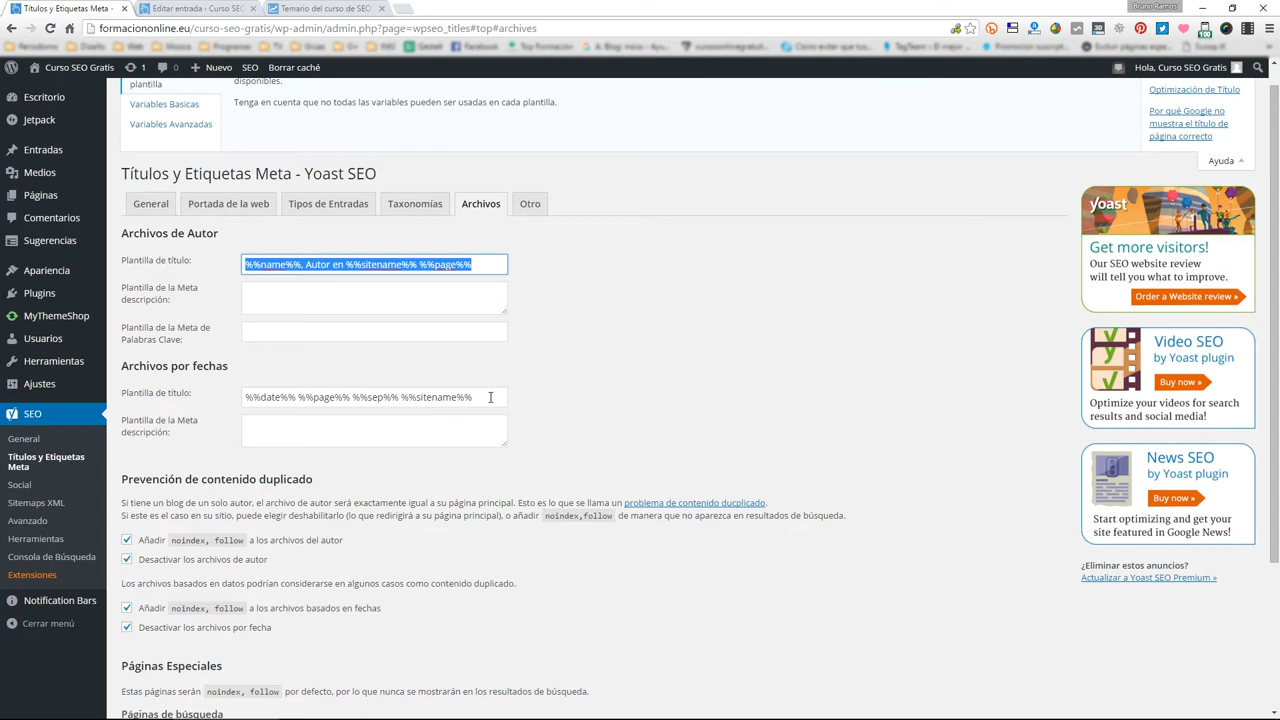 Títulos y Etiquetas Meta
Editar entrada ‹ Curso SEO
Temario del curso de SEO
Bruno Ramos
formaciononline.eu/curso-seo-gratis/wp-admin/admin.php?page=wpseo_titles#top#archives
Curso SEO Gratis
1
0
Nuevo
SEO
Borrar caché
Hola, Curso SEO Gratis
Escritorio
Jetpack
Entradas
Medios
Páginas
Comentarios
Sugerencias
Apariencia
Plugins
MyThemeShop
Usuarios
Herramientas
Ajustes
SEO
General
Títulos y Etiquetas
Meta
Social
Sitemaps XML
Avanzado
Herramientas
Consola de Búsqueda
Extensiones
Notification Bars
Cerrar menú
plantilla
Variables Basicas
Variables Avanzadas
disponibles.
Tenga en cuenta que no todas las variables pueden ser usadas en cada plantilla.
Optimización de Título
Por qué Google no
muestra el título de
página correcto
Ayuda
Títulos y Etiquetas Meta - Yoast SEO
General
Portada de la web
Tipos de Entradas
Taxonomías
Archivos
Otro
Archivos de Autor
Plantilla de título:
%%name%%, Autor en %%sitename%% %%page%%
Plantilla de la Meta
descripción:
Plantilla de la Meta de
Palabras Clave:
Archivos por fechas
Plantilla de título:
%%date%% %%page%% %%sep%% %%sitename%%
Plantilla de la Meta
descripción:
Prevención de contenido duplicado
Si tiene un blog de un solo autor, el archivo de autor será exactamente igual a su página principal. Esto es lo que se llama un problema de contenido ducplicado.
Si este es el caso en su sitio, puede elegir deshabilitarlo (lo que redirigirá a su página principal), o añadir noindex,follow de manera que no aparezca en resultados de búsqueda.
Añadir noindex, follow a los archivos del autor
Desactivar los archivos de autor
Los archivos basados en datos podrían considerarse en algunos casos como contenido duplicado.
Añadir noindex, follow a los archivos basados en fechas
Desactivar los archivos por fecha
Páginas Especiales
Estas páginas serán noindex, follow por defecto, por lo que nunca se mostrarán en los resultados de búsqueda.
Páginas de búsqueda
yoast
Get more visitors!
Our SEO website review
will tell you what to improve.
Order a Website review »
Video SEO
by Yoast plugin
Buy now »
Optimize your videos for search
results and social media!
News SEO
by Yoast plugin
Buy now »
Start optimizing and get your
site featured in Google News!
¿Eliminar estos anuncios?
Actualizar a Yoast SEO Premium »